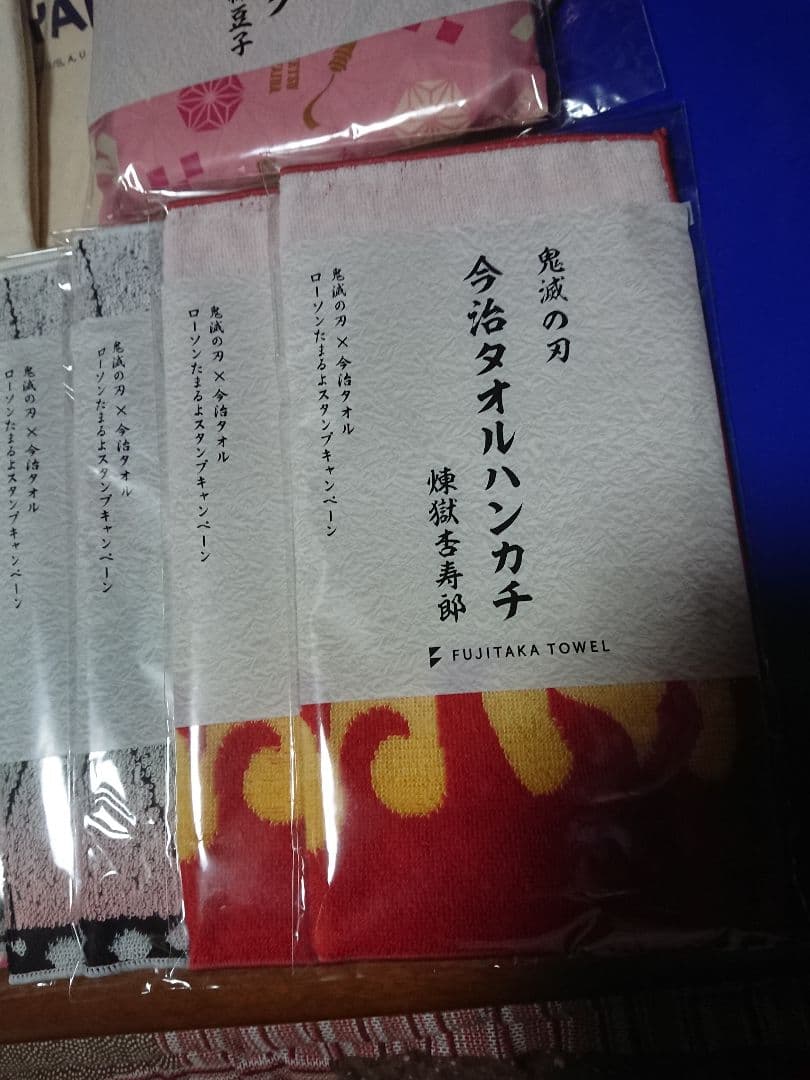 鬼滅の刃
今治タオルハンカチ
煉獄杏寿郎
FUJITAKA TOWEL
鬼滅の刃×今治タオル
ローソンたまるよスタンプキャンペーン
鬼滅の刃×今治タオル
ローソンたまるよスタンプキャンペーン
鬼滅の刃×今治タオル
ローソンたまるよスタンプキャンペーン
鬼滅の刃×今治タオル
ローソンたまるよスタンプキャンペーン
豆子